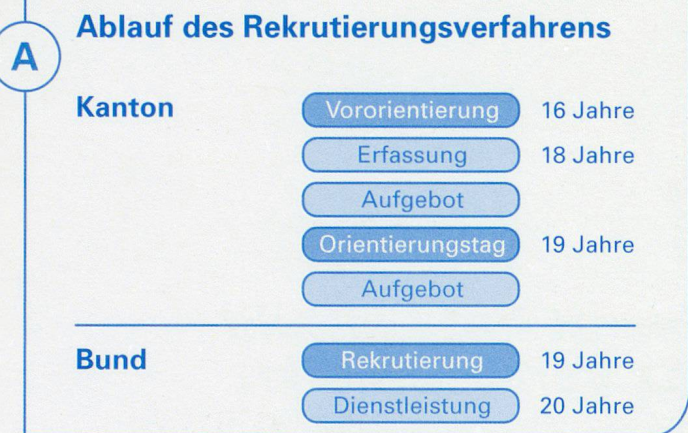 Ablauf des Rekrutierungsverfahrens
A
Kanton Vororientierung 16 Jahre
Erfassung 18 Jahre
Aufgebot
Orientierungstag 19 Jahre
Aufgebot
Bund Rekrutierung 19 Jahre
Dienstleistung 20 Jahre